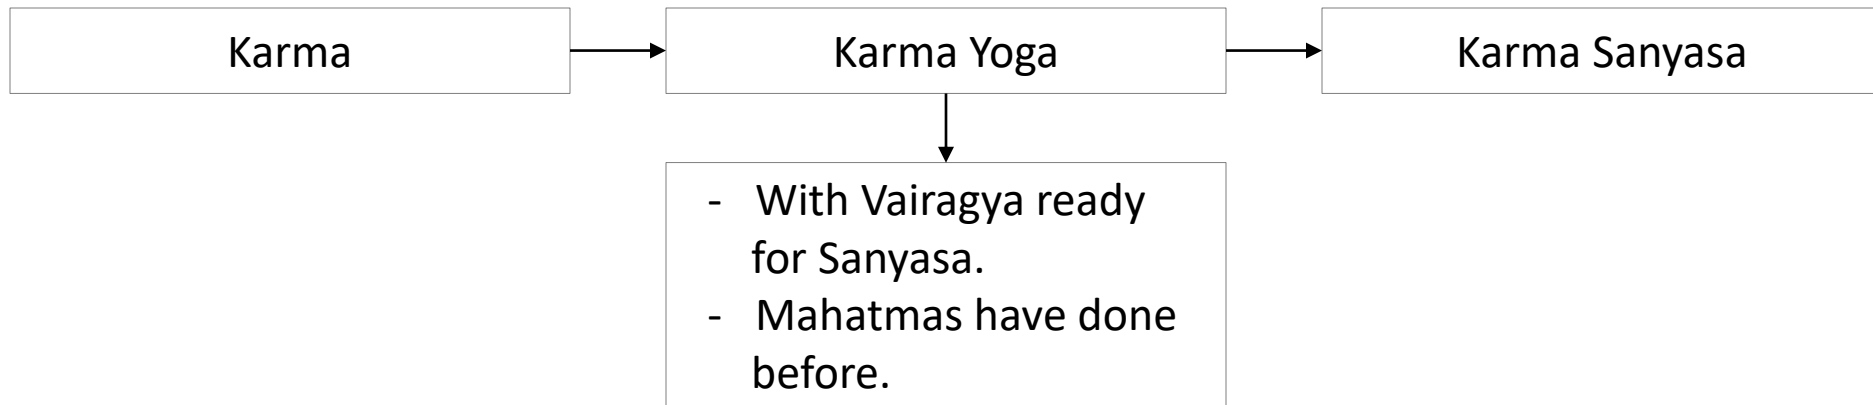 Karma
Karma Yoga
Karma Sanyasa
- With Vairagya ready
for Sanyasa.
- Mahatmas have done
before.